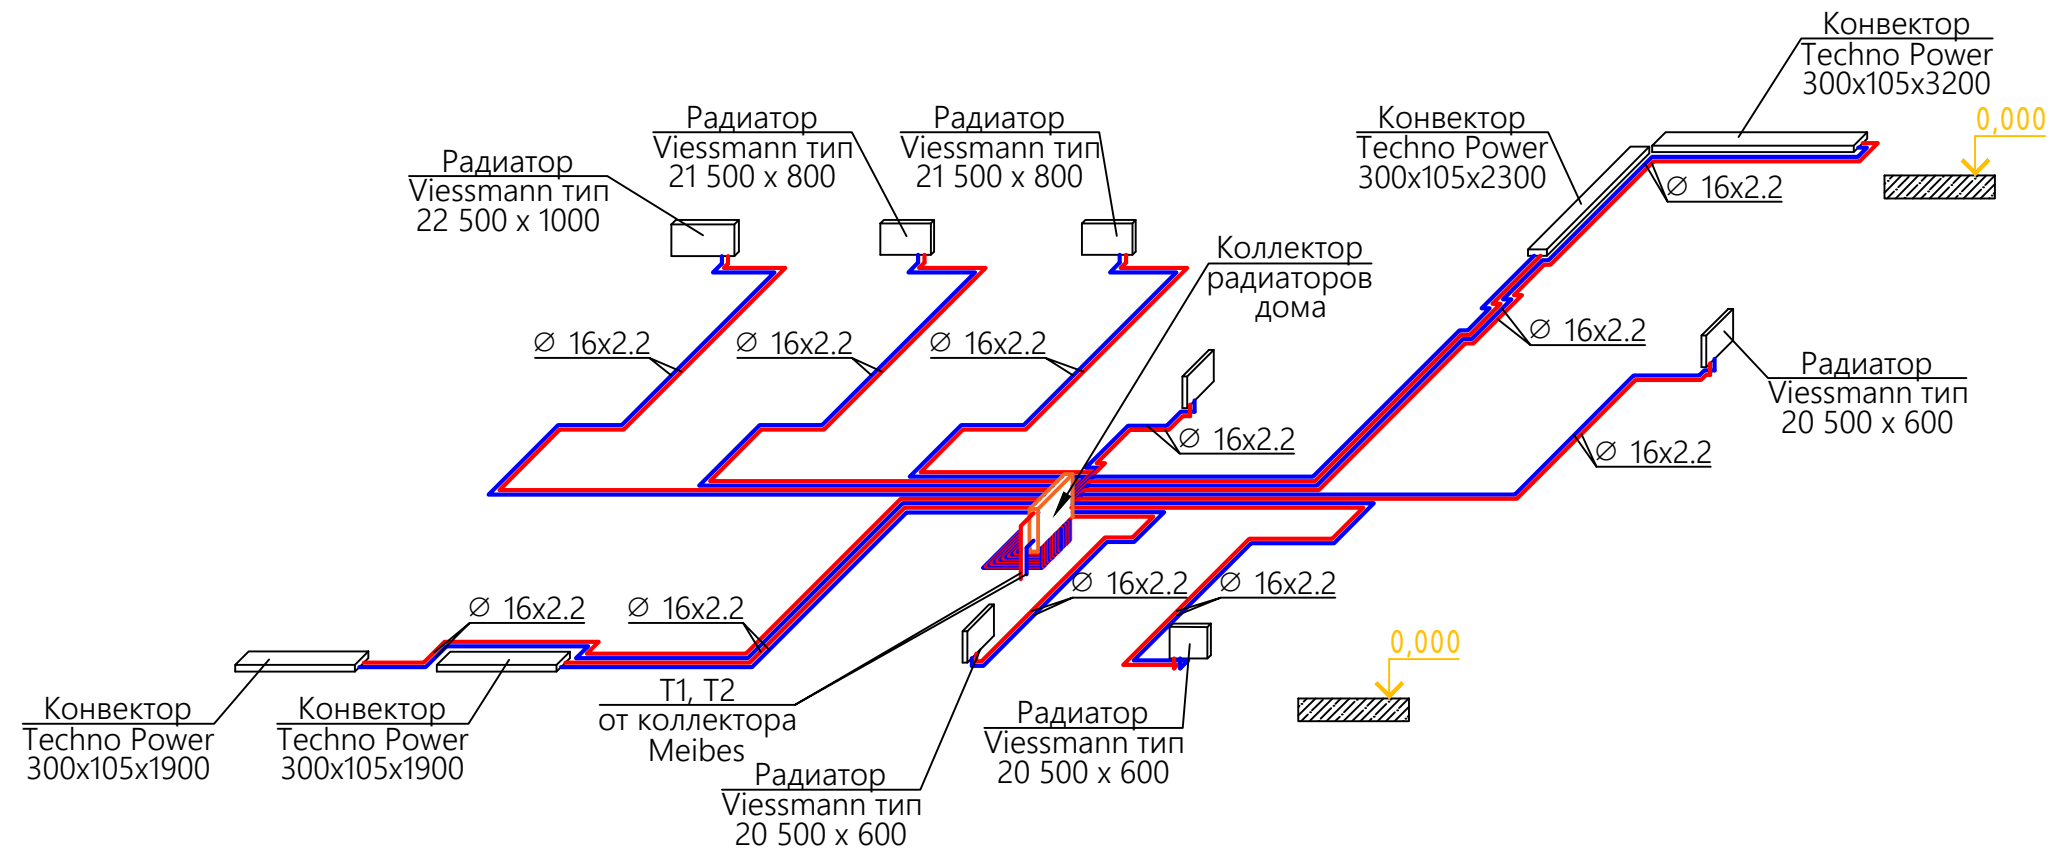 Конвектор
Techno Power
300x105x3200
0,000
Радиатор
Viessmann тип
21 500 x 800
Радиатор
Viessmann тип
21 500 x 800
Конвектор
Techno Power
300x105x2300
Радиатор
Viessmann тип
22 500 x 1000
∅ 16x2.2
Коллектор
радиаторов
дома
∅ 16x2.2
∅ 16x2.2
∅ 16x2.2
∅ 16x2.2
Радиатор
Viessmann тип
20 500 x 600
∅ 16x2.2
∅ 16x2.2
∅ 16x2.2
∅ 16x2.2
∅ 16x2.2
∅ 16x2.2
0,000
Конвектор
Techno Power
300x105x1900
Конвектор
Techno Power
300x105x1900
T1, T2
от коллектора
Meibes
Радиатор
Viessmann тип
20 500 x 600
Радиатор
Viessmann тип
20 500 x 600